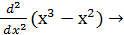 d²/dx² (x³ − x²) →